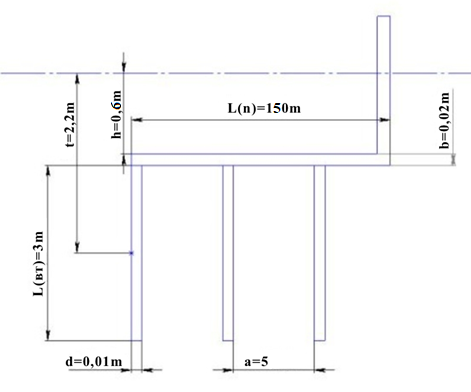 t=2,2m
h=0,6m
L(n)=150m
b=0,02m
L(вт)=3m
d=0,01m
a=5